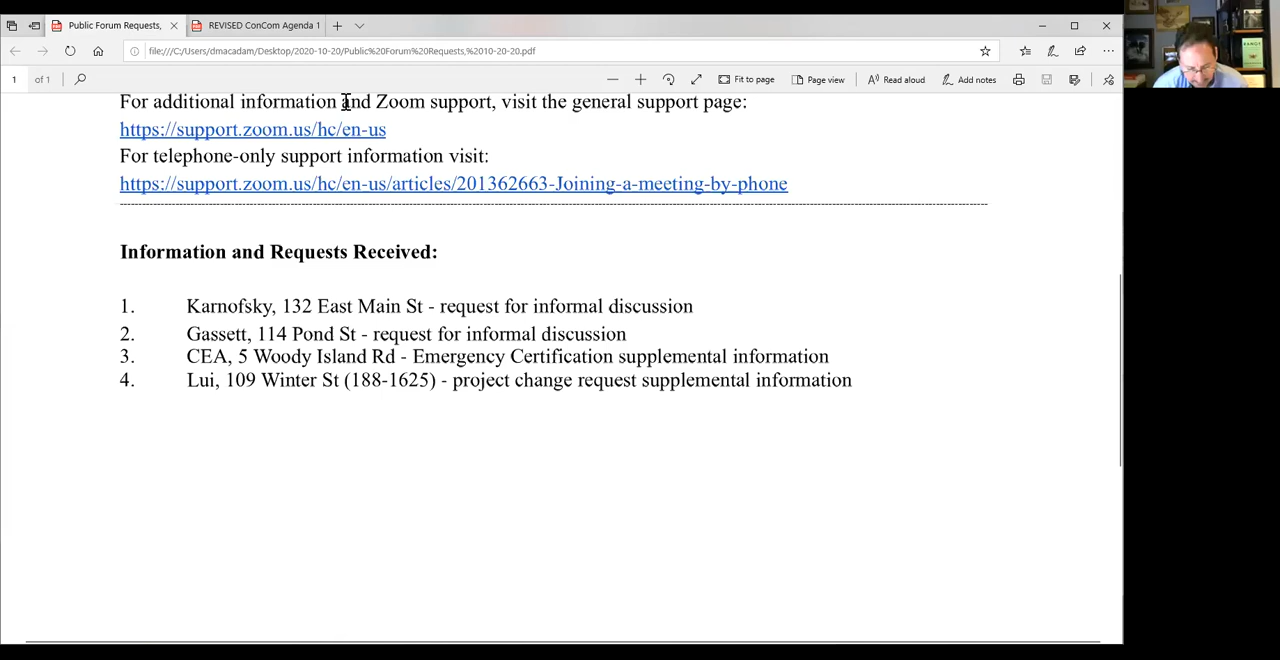 Public Forum Requests,
REVISED ConCom Agenda 1
file:///C:/Users/dmacadam/Desktop/2020-10-20/Public%20Forum%20Requests,%2010-20-20.pdf
1 of 1
Fit to page
Page view
Read aloud
Add notes
For additional information and Zoom support, visit the general support page:
https://support.zoom.us/hc/en-us
For telephone-only support information visit:
https://support.zoom.us/hc/en-us/articles/201362663-Joining-a-meeting-by-phone
Information and Requests Received:
1. Karnofsky, 132 East Main St - request for informal discussion
2. Gassett, 114 Pond St - request for informal discussion
3. CEA, 5 Woody Island Rd - Emergency Certification supplemental information
4. Lui, 109 Winter St (188-1625) - project change request supplemental information